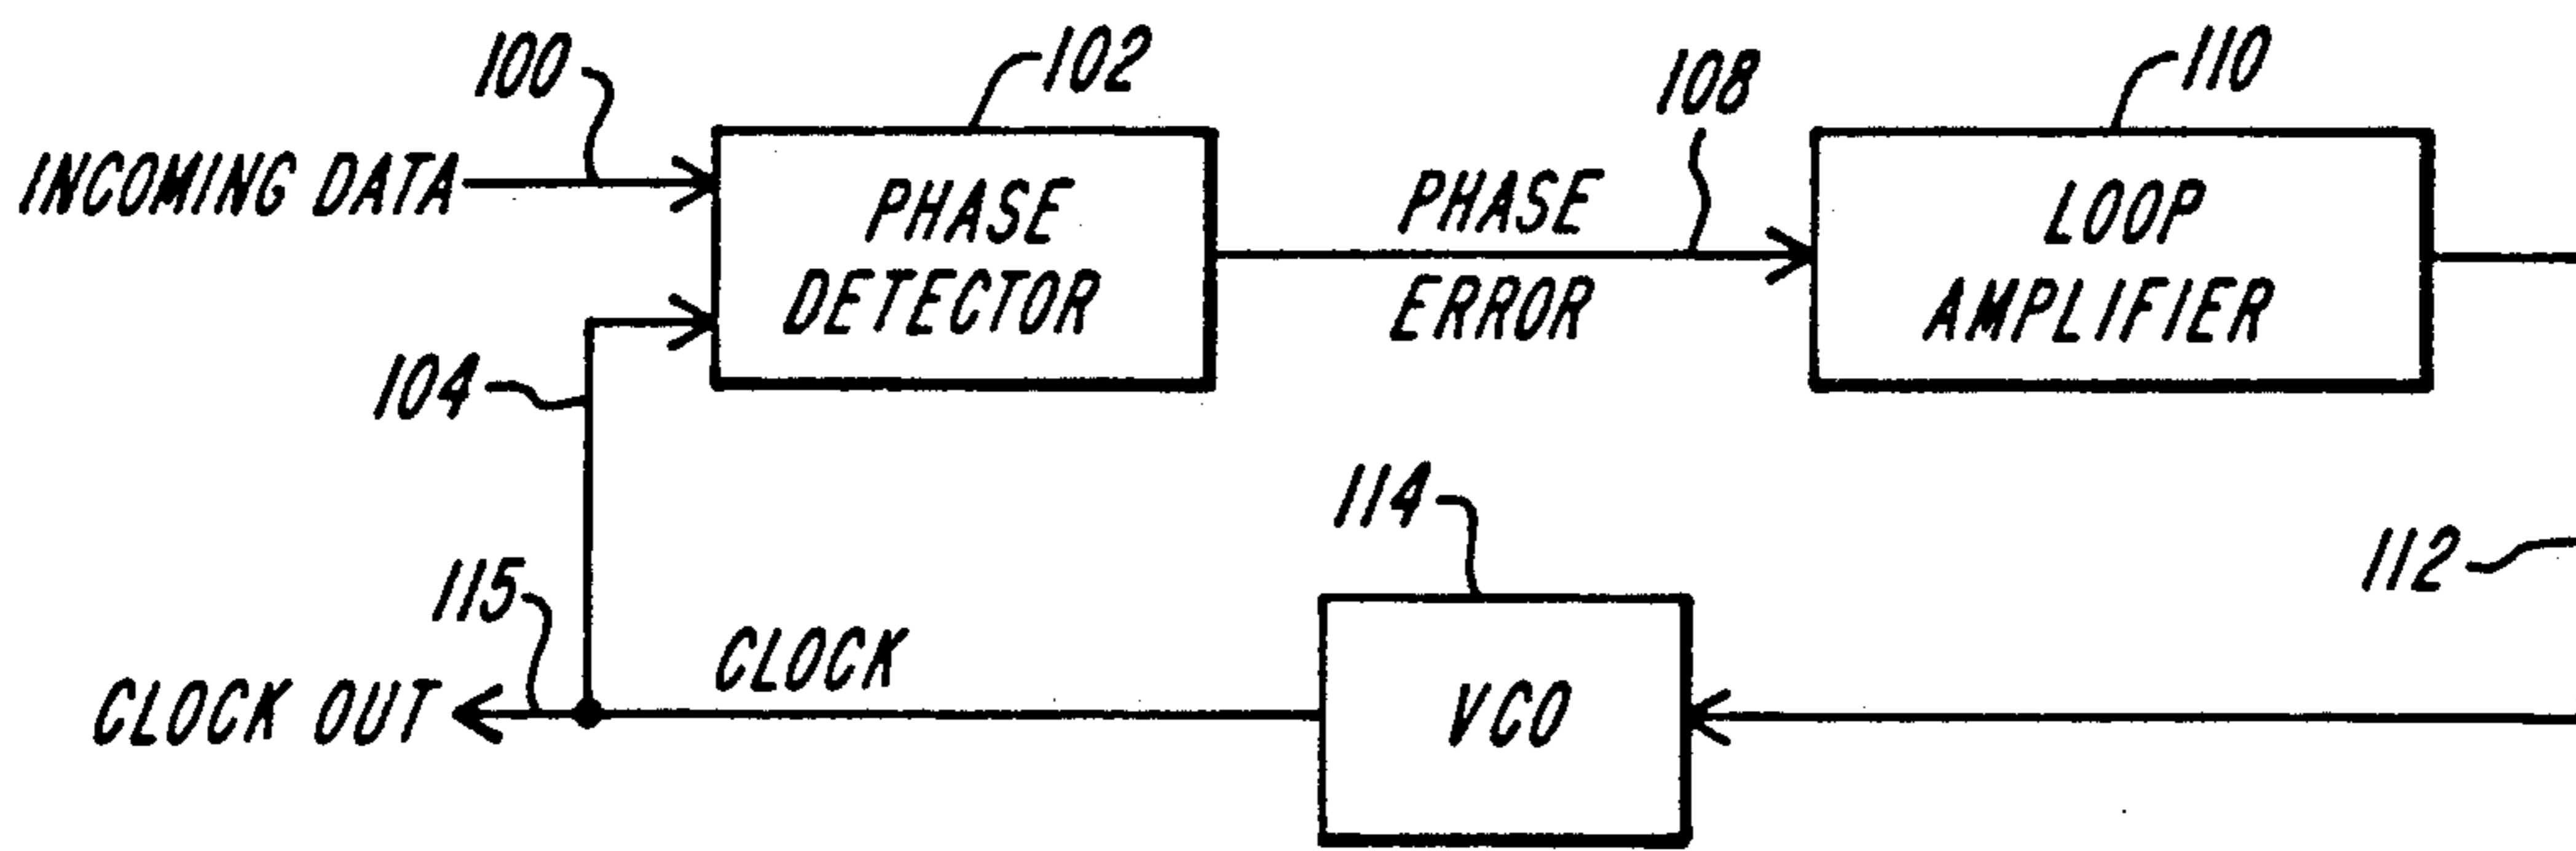 100
102
108
110
INCOMING DATA
PHASE
DETECTOR
PHASE
ERROR
LOOP
AMPLIFIER
104
114
112
115
CLOCK
CLOCK OUT
VCO